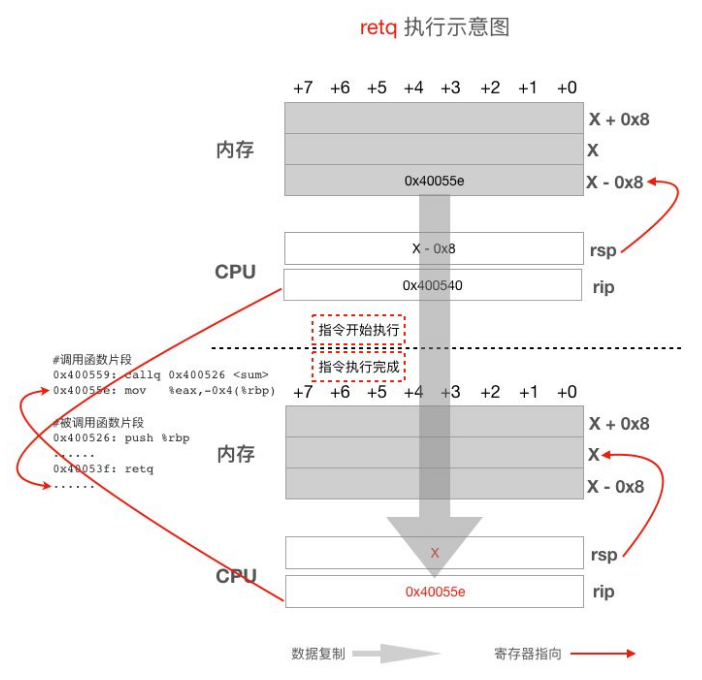 retq 执行示意图
+7 +6 +5 +4 +3 +2 +1 +0
X + 0x8
内存
X
0x40055e
X - 0x8
X - 0x8
rsp
CPU
0x400540
rip
指令开始执行
指令执行完成
#调用函数片段
0x400559: callq 0x400526 <sum>
0x40055e: mov %eax,-0x4(%rbp)
#被调用函数片段
0x400526: push %rbp
......
0x40053f: retq
......
+7 +6 +5 +4 +3 +2 +1 +0
X + 0x8
内存
X
X - 0x8
X
rsp
CPU
0x40055e
rip
数据复制
寄存器指向